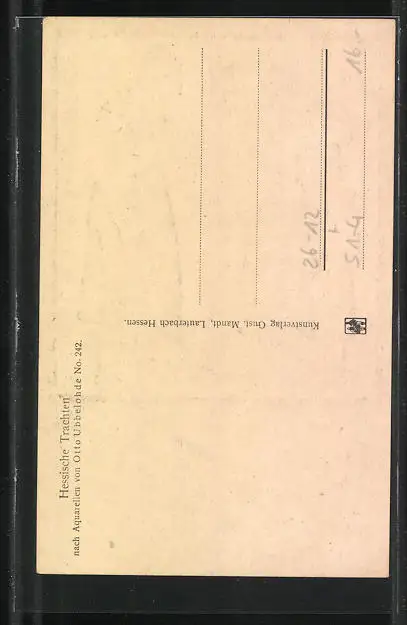 Hessische Trachten
nach Aquarellen von Otto Ubbelohde No. 242.
Kunstverlag Gust. Mandt, Lauterbach Hessen.
26-12
51-4
16.-